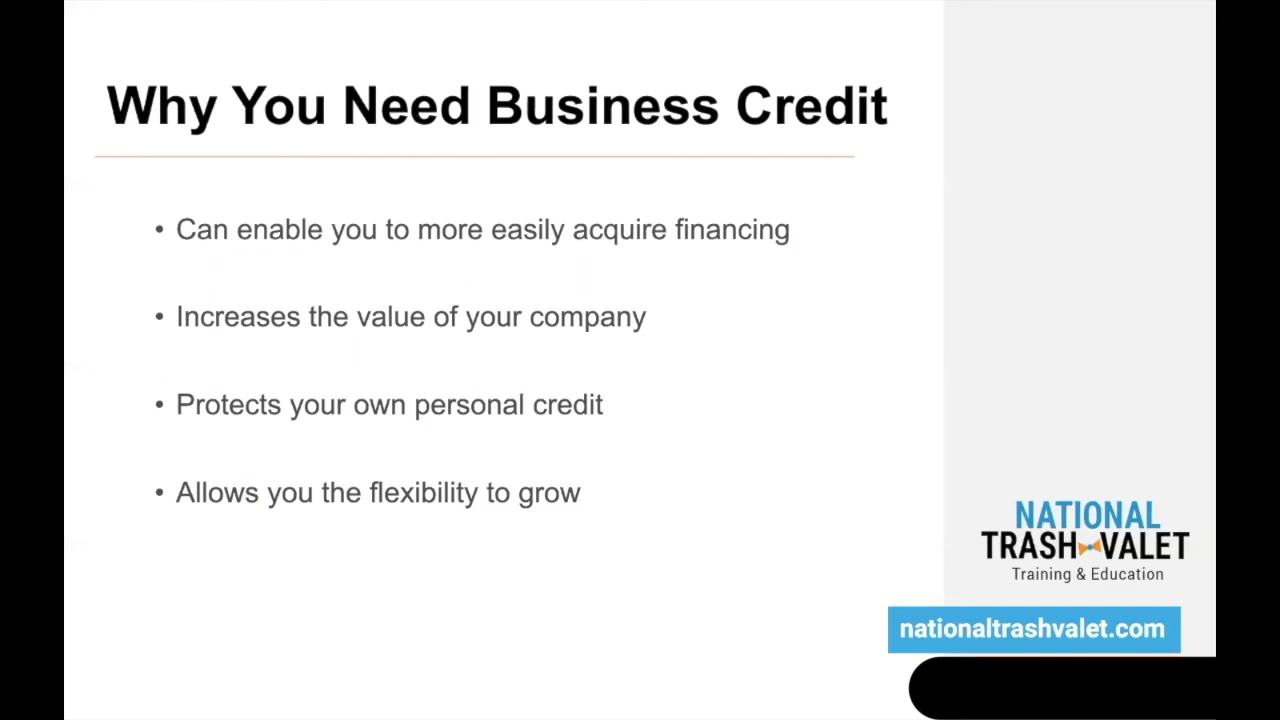 Why You Need Business Credit
• Can enable you to more easily acquire financing
• Increases the value of your company
• Protects your own personal credit
• Allows you the flexibility to grow
NATIONAL
TRASH VALET
Training & Education
nationaltrashvalet.com